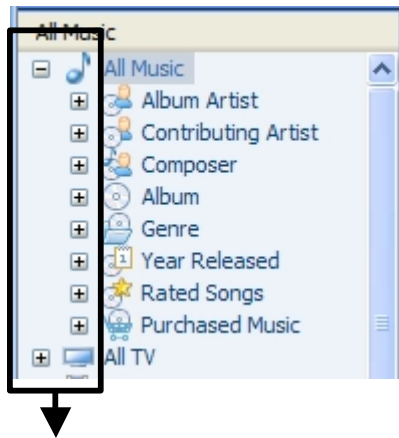 All Music
All Music
Album Artist
Contributing Artist
Composer
Album
Genre
Year Released
Rated Songs
Purchased Music
All TV